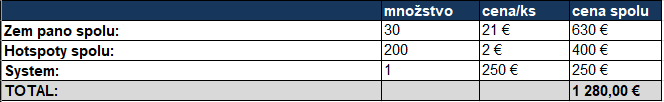 množstvo cena/ks cena spolu
Zem pano spolu: 30 21 € 630 €
Hotspoty spolu: 200 2 € 400 €
System: 1 250 € 250 €
TOTAL: 1 280,00 €